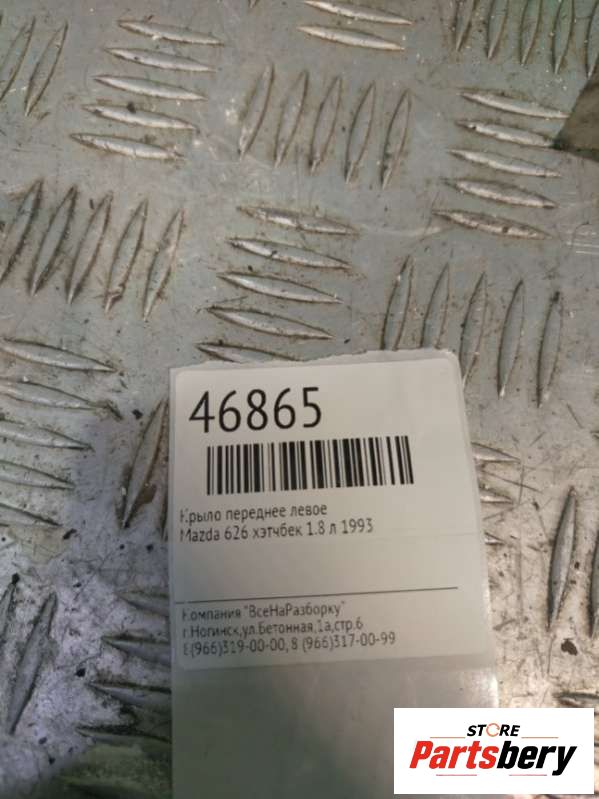 46865
Крыло переднее левое
Mazda 626 хэтчбек 1.8 л 1993
Компания "ВсеНаРазборку"
г.Ногинск,ул.Бетонная,1а,стр.6
8(966)319-00-00, 8 (966)317-00-99
STORE
Partsbery